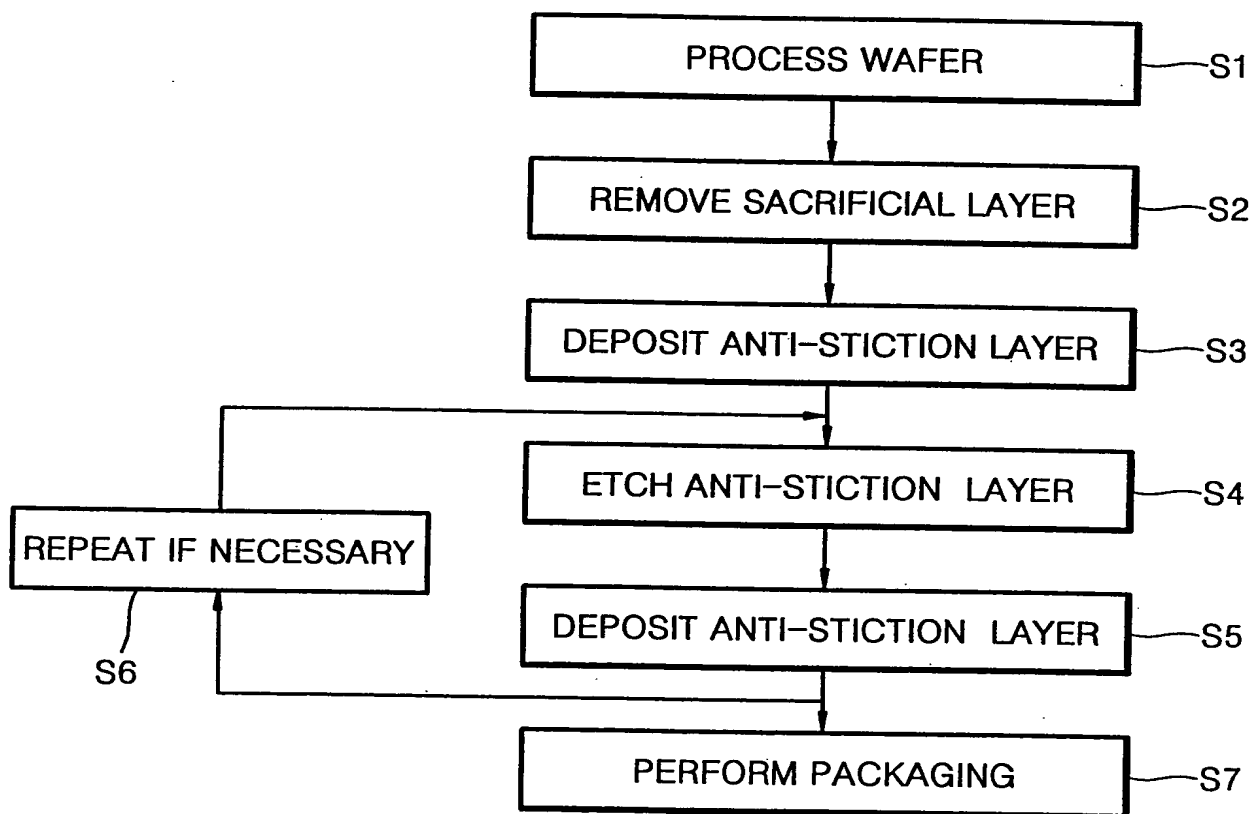 PROCESS WAFER
S1
REMOVE SACRIFICIAL LAYER
S2
DEPOSIT ANTI-STICTION LAYER
S3
ETCH ANTI-STICTION LAYER
S4
REPEAT IF NECESSARY
S6
DEPOSIT ANTI-STICTION LAYER
S5
PERFORM PACKAGING
S7